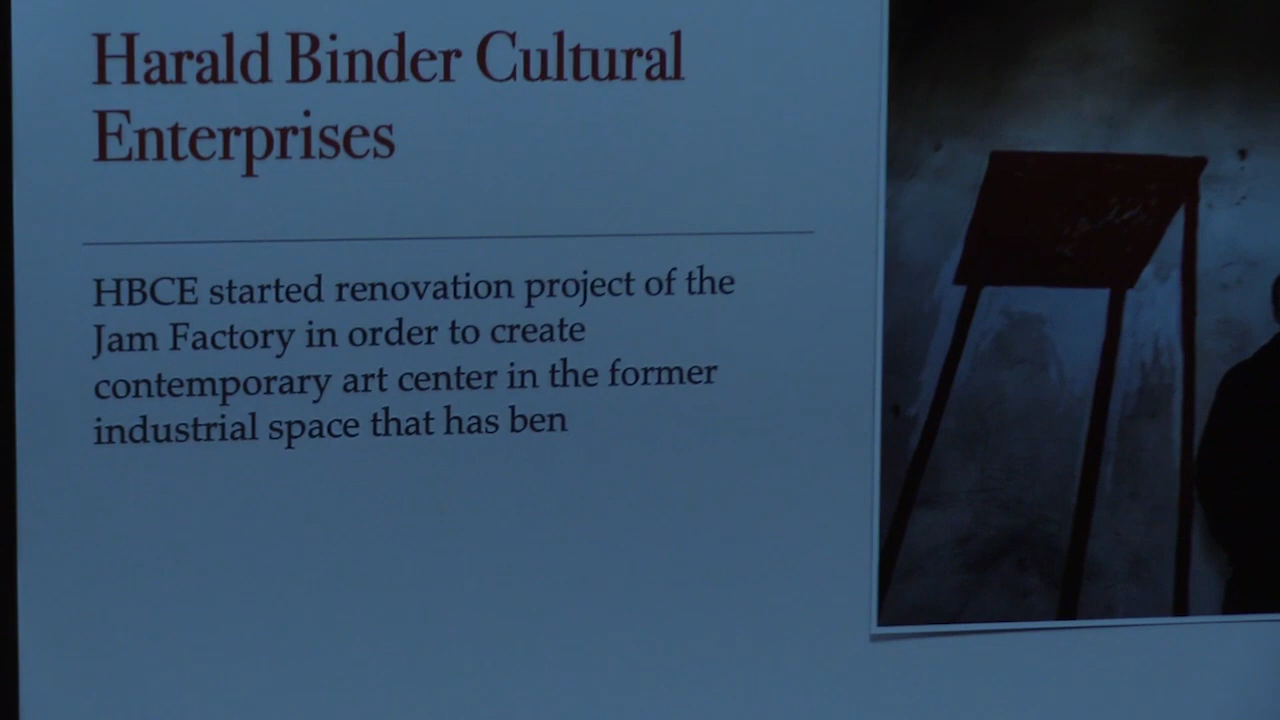 Harald Binder Cultural
Enterprises
HBCE started renovation project of the
Jam Factory in order to create
contemporary art center in the former
industrial space that has ben